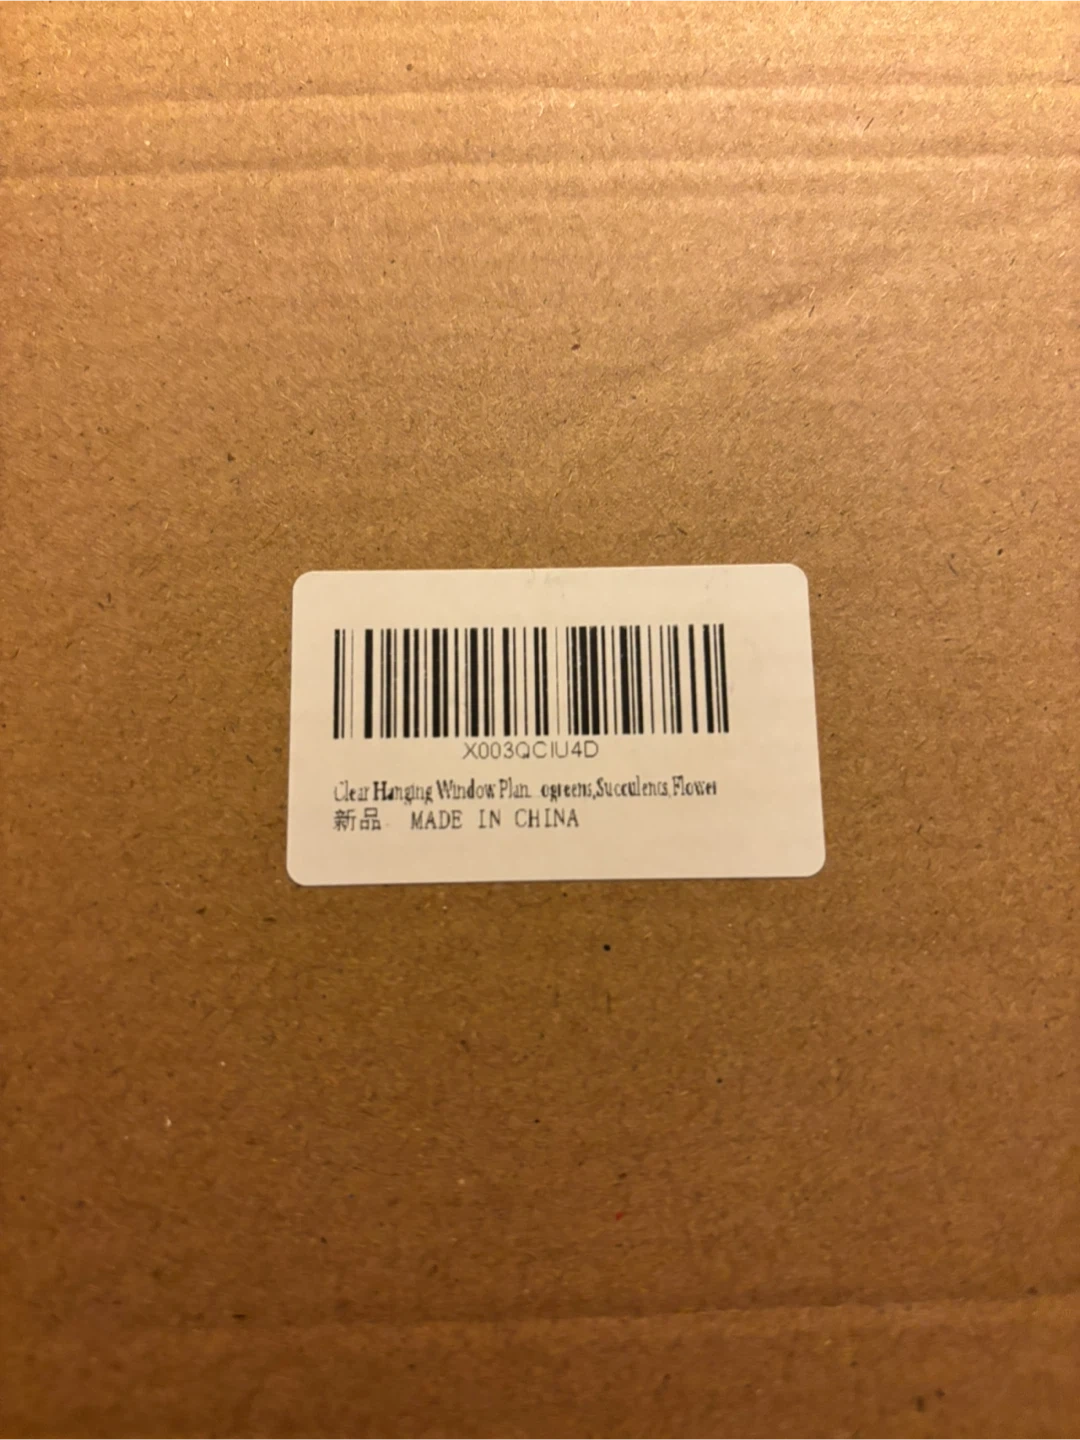 X003QCIU4D
Clear Hanging Window Plan. ogreens,Succulents,Flower
新品 MADE IN CHINA